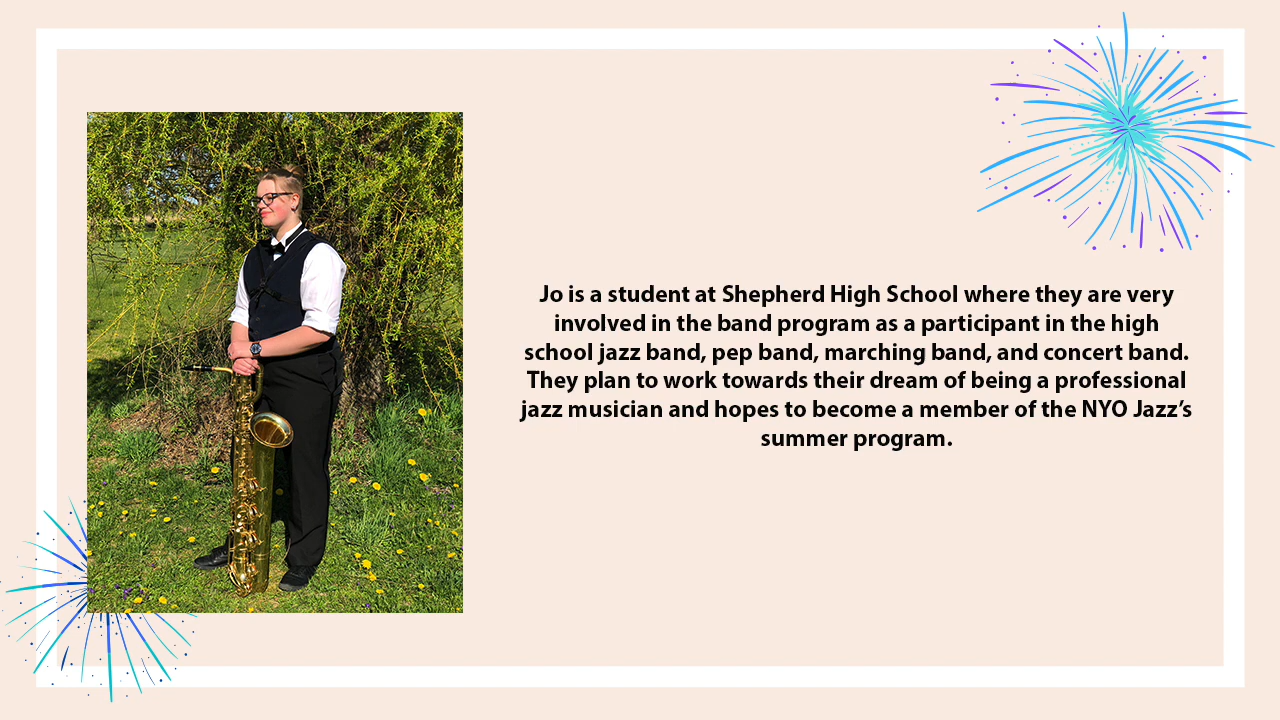 Jo is a student at Shepherd High School where they are very
involved in the band program as a participant in the high
school jazz band, pep band, marching band, and concert band.
They plan to work towards their dream of being a professional
jazz musician and hopes to become a member of the NYO Jazz’s
summer program.